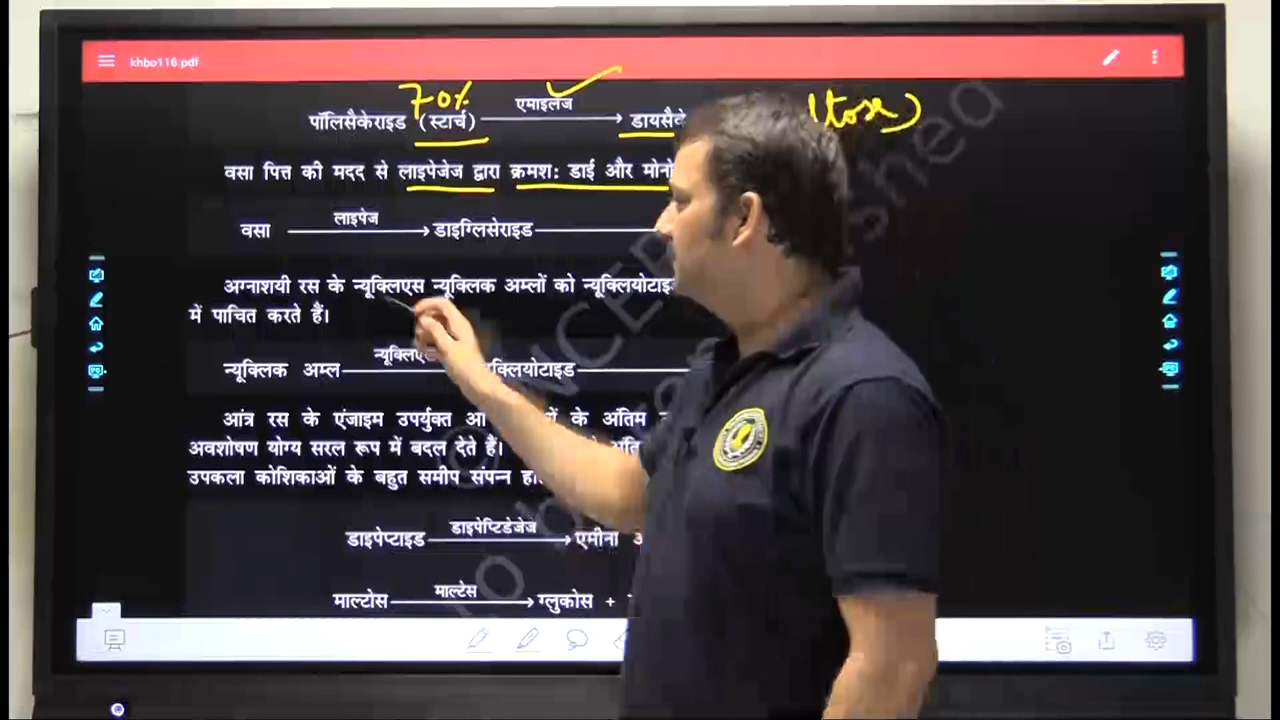 khbo116.pdf
70%
एमाइलेज
पॉलिसैकेराइड (स्टार्च) डायसैके
वसा पित्त की मदद से लाइपेजेज द्वारा क्रमश: डाई और मोनो
लाइपेज
वसा डाइग्लिसेराइड
अग्नाशयी रस के न्यूक्लिएस न्यूक्लिक अम्लों को न्यूक्लियोटाइ
में पाचित करते हैं।
न्यूक्लिए
न्यूक्लिक अम्ल क्लियोटाइड
आंत्र रस के एंजाइम उपर्युक्त के अंतिम
अवशोषण योग्य सरल रूप में बदल देते हैं। अंति
उपकला कोशिकाओं के बहुत समीप संपन्न
डाइपेप्टिडेजेज
डाइपेप्टाइड एमीनो
माल्टेस
माल्टोस ग्लुकोस +